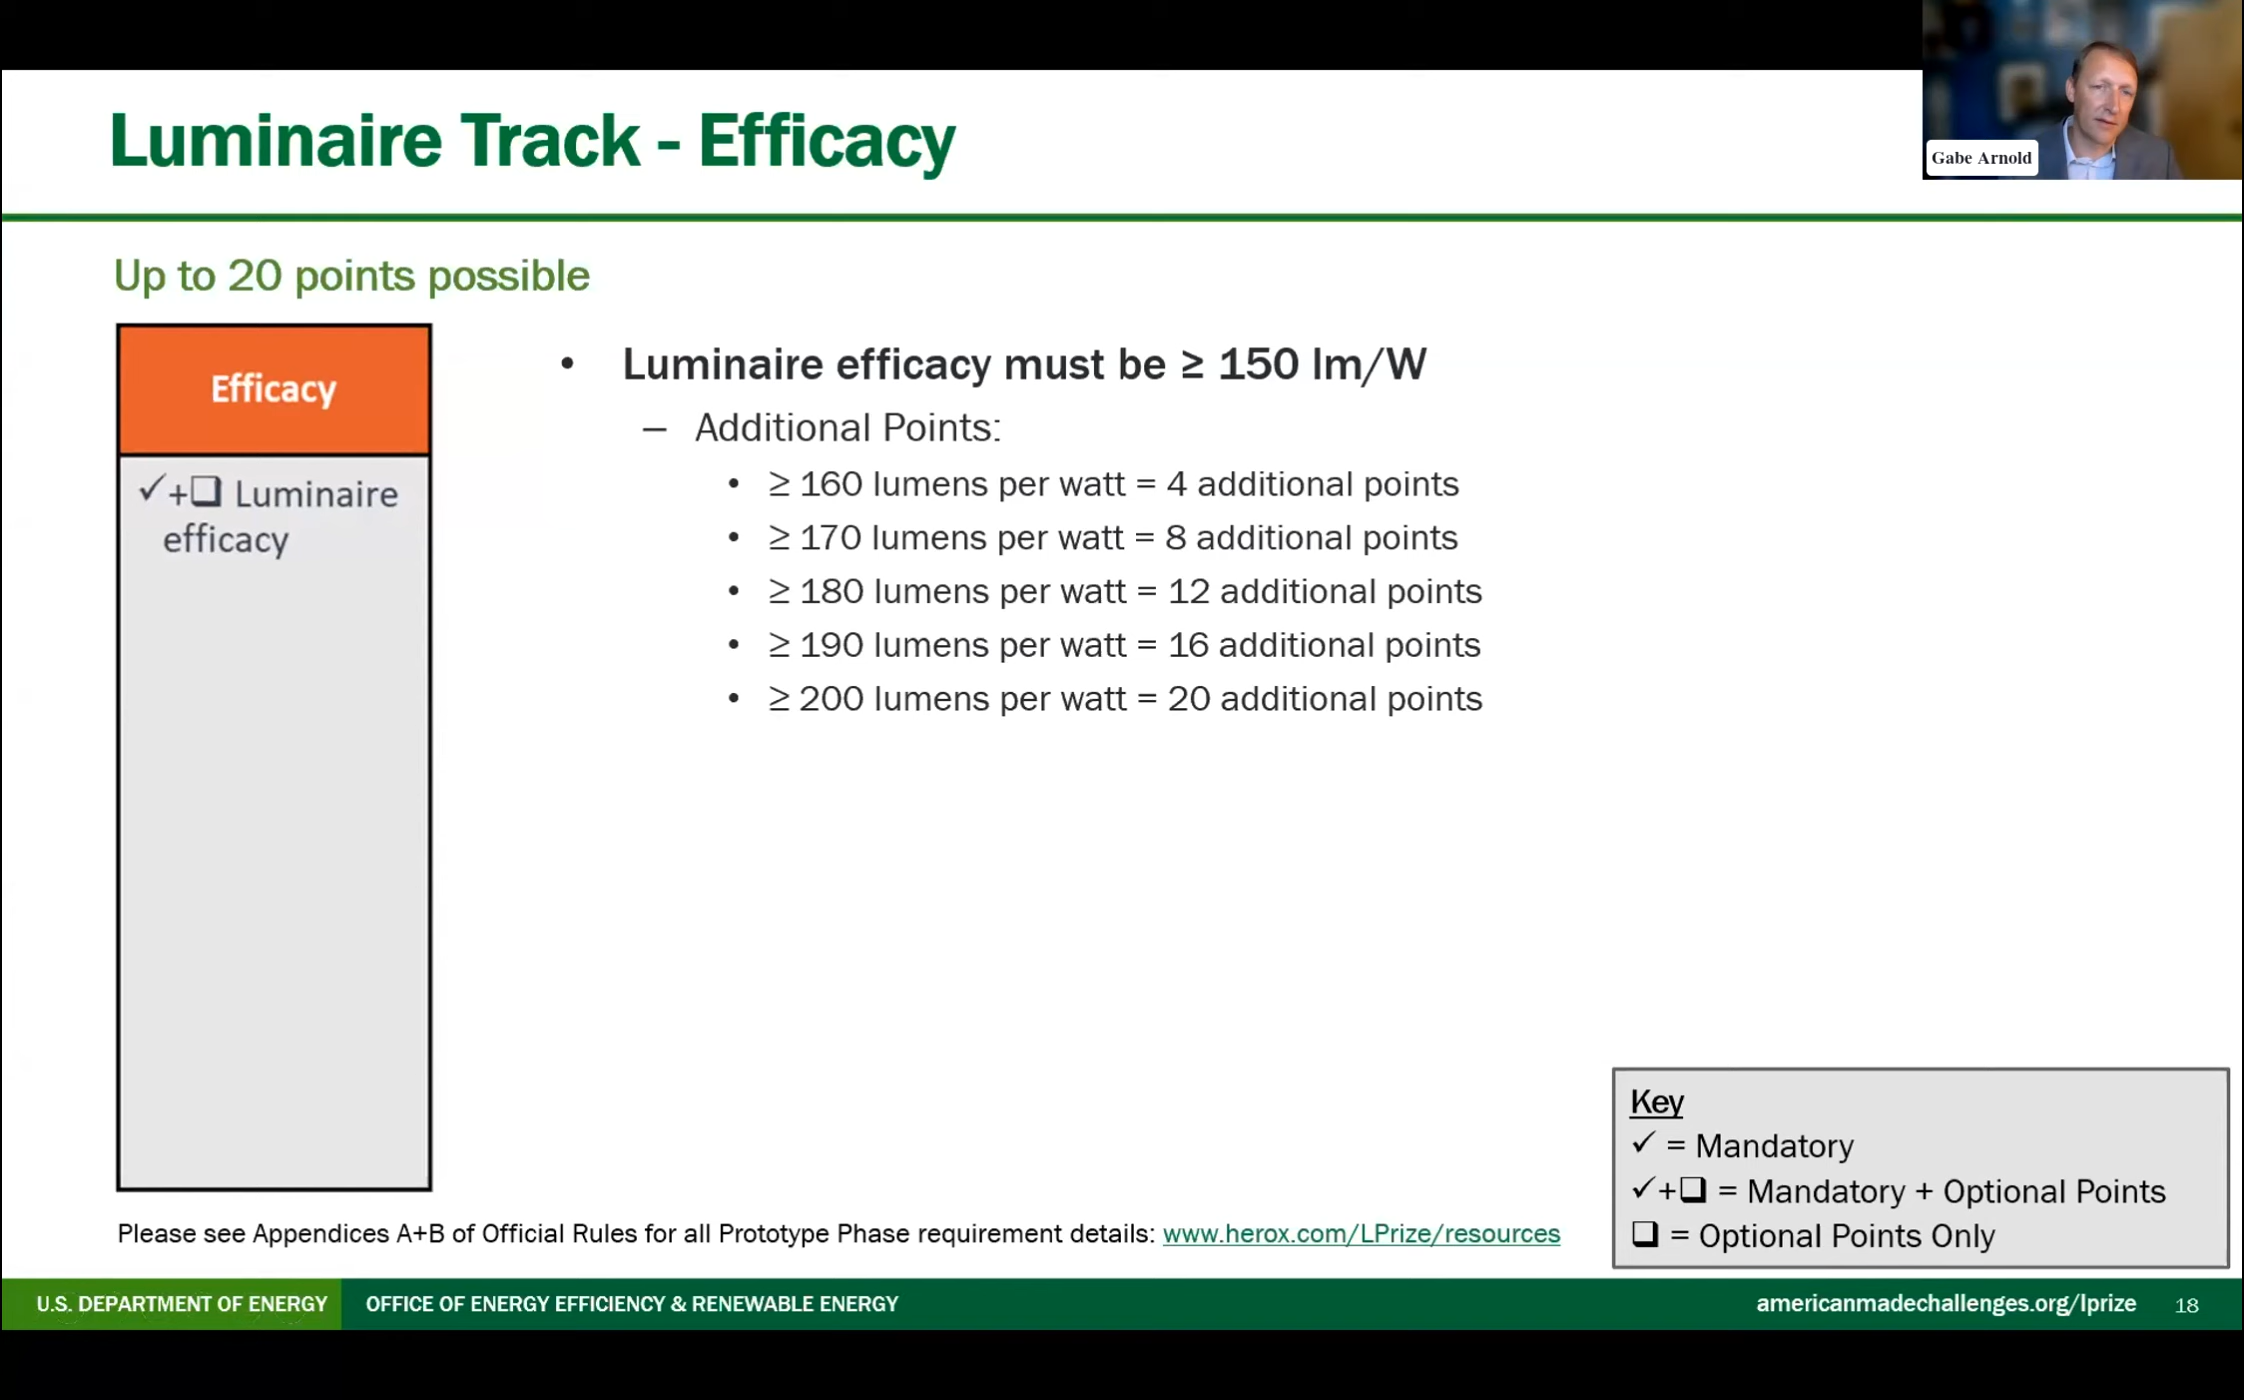 Luminaire Track - Efficacy
Gabe Arnold
Up to 20 points possible
Efficacy
✓+❑ Luminaire
efficacy
• Luminaire efficacy must be ≥ 150 lm/W
– Additional Points:
• ≥ 160 lumens per watt = 4 additional points
• ≥ 170 lumens per watt = 8 additional points
• ≥ 180 lumens per watt = 12 additional points
• ≥ 190 lumens per watt = 16 additional points
• ≥ 200 lumens per watt = 20 additional points
Key
✓ = Mandatory
✓+❑ = Mandatory + Optional Points
❑ = Optional Points Only
Please see Appendices A+B of Official Rules for all Prototype Phase requirement details: www.herox.com/LPrize/resources
U.S. DEPARTMENT OF ENERGY OFFICE OF ENERGY EFFICIENCY & RENEWABLE ENERGY americanmadechallenges.org/lprize 18